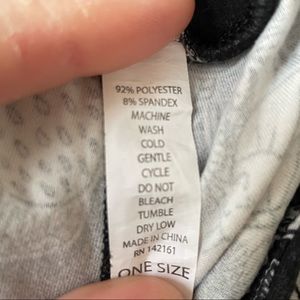 92% POLYESTER
8% SPANDEX
MACHINE
WASH
COLD
GENTLE
CYCLE
DO NOT
BLEACH
TUMBLE
DRY LOW
MADE IN CHINA
RN 142161
ONE SIZE